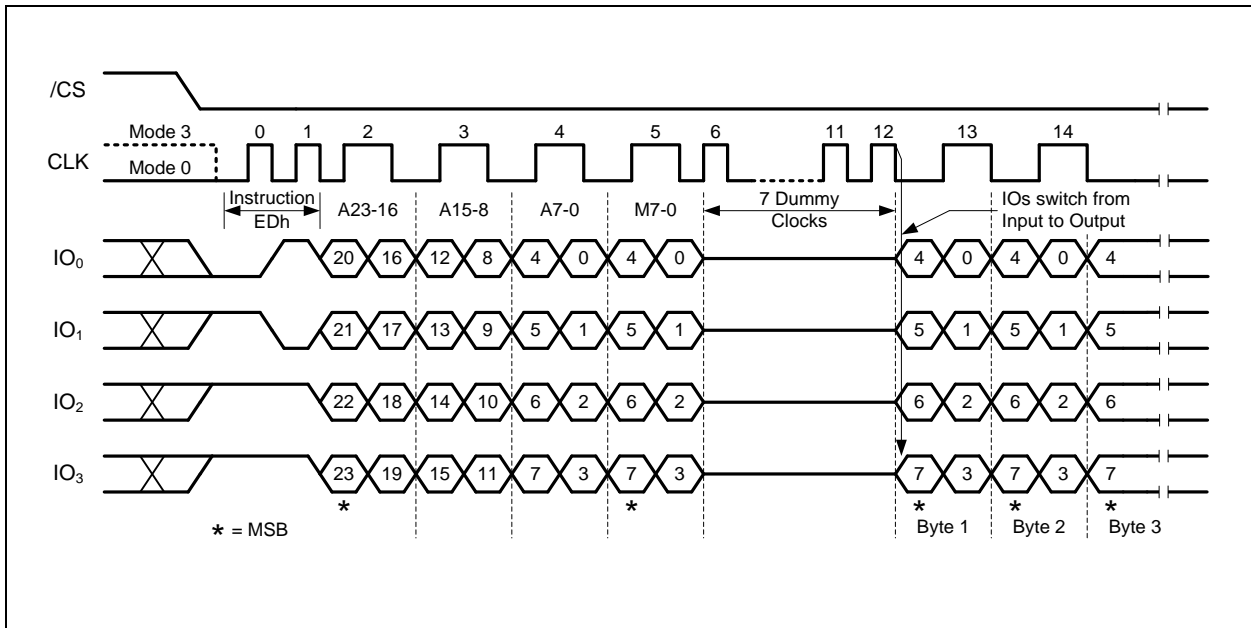 /CS
Mode 3 0 1 2 3 4 5 6 11 12 13 14
CLK
Mode 0
Instruction
EDh
A23-16 A15-8 A7-0 M7-0
7 Dummy
Clocks
IOs switch from
Input to Output
IO₀ 20 16 12 8 4 0 4 0 4 0 4 0 4
IO₁ 21 17 13 9 5 1 5 1 5 1 5 1 5
IO₂ 22 18 14 10 6 2 6 2 6 2 6 2 6
IO₃ 23 19 15 11 7 3 7 3 7 3 7 3 7
* * * * *
* = MSB
Byte 1 Byte 2 Byte 3